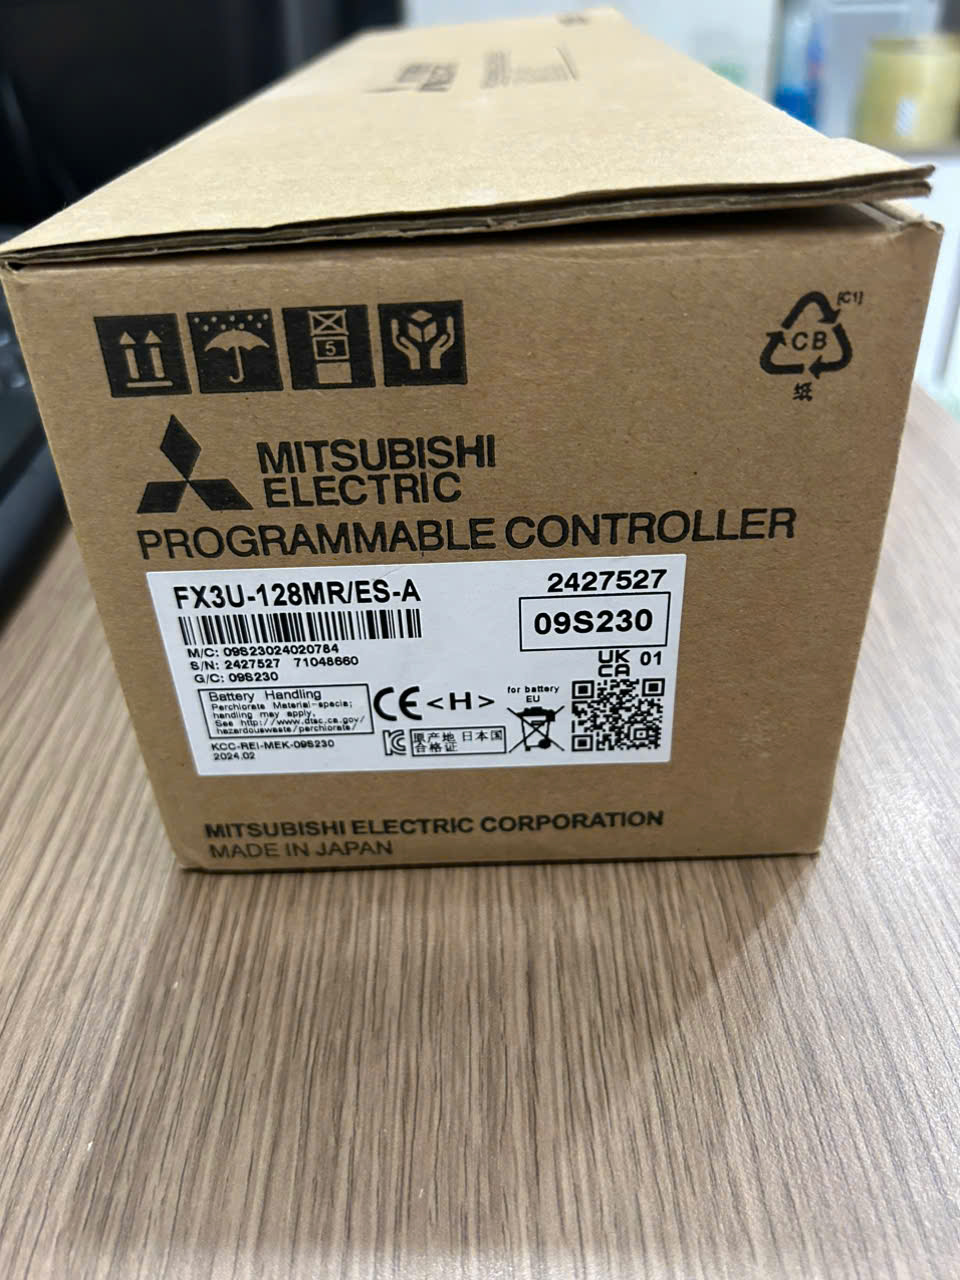 5
[C1]
CB
纸
MITSUBISHI
ELECTRIC
PROGRAMMABLE CONTROLLER
FX3U-128MR/ES-A
2427527
09S230
M/C: 09S23024020784
S/N: 2427527 71048660
G/C: 09S230
UK
CA
01
Battery Handling
Perchlorate Material-special
handling may apply.
See http://www.dtsc.ca.gov/
hazardouswaste/perchlorate/
CE
<H>
for battery
EU
KCC-REI-MEK-09S230
2024.02
原产地 日本国
合格证
MITSUBISHI ELECTRIC CORPORATION
MADE IN JAPAN